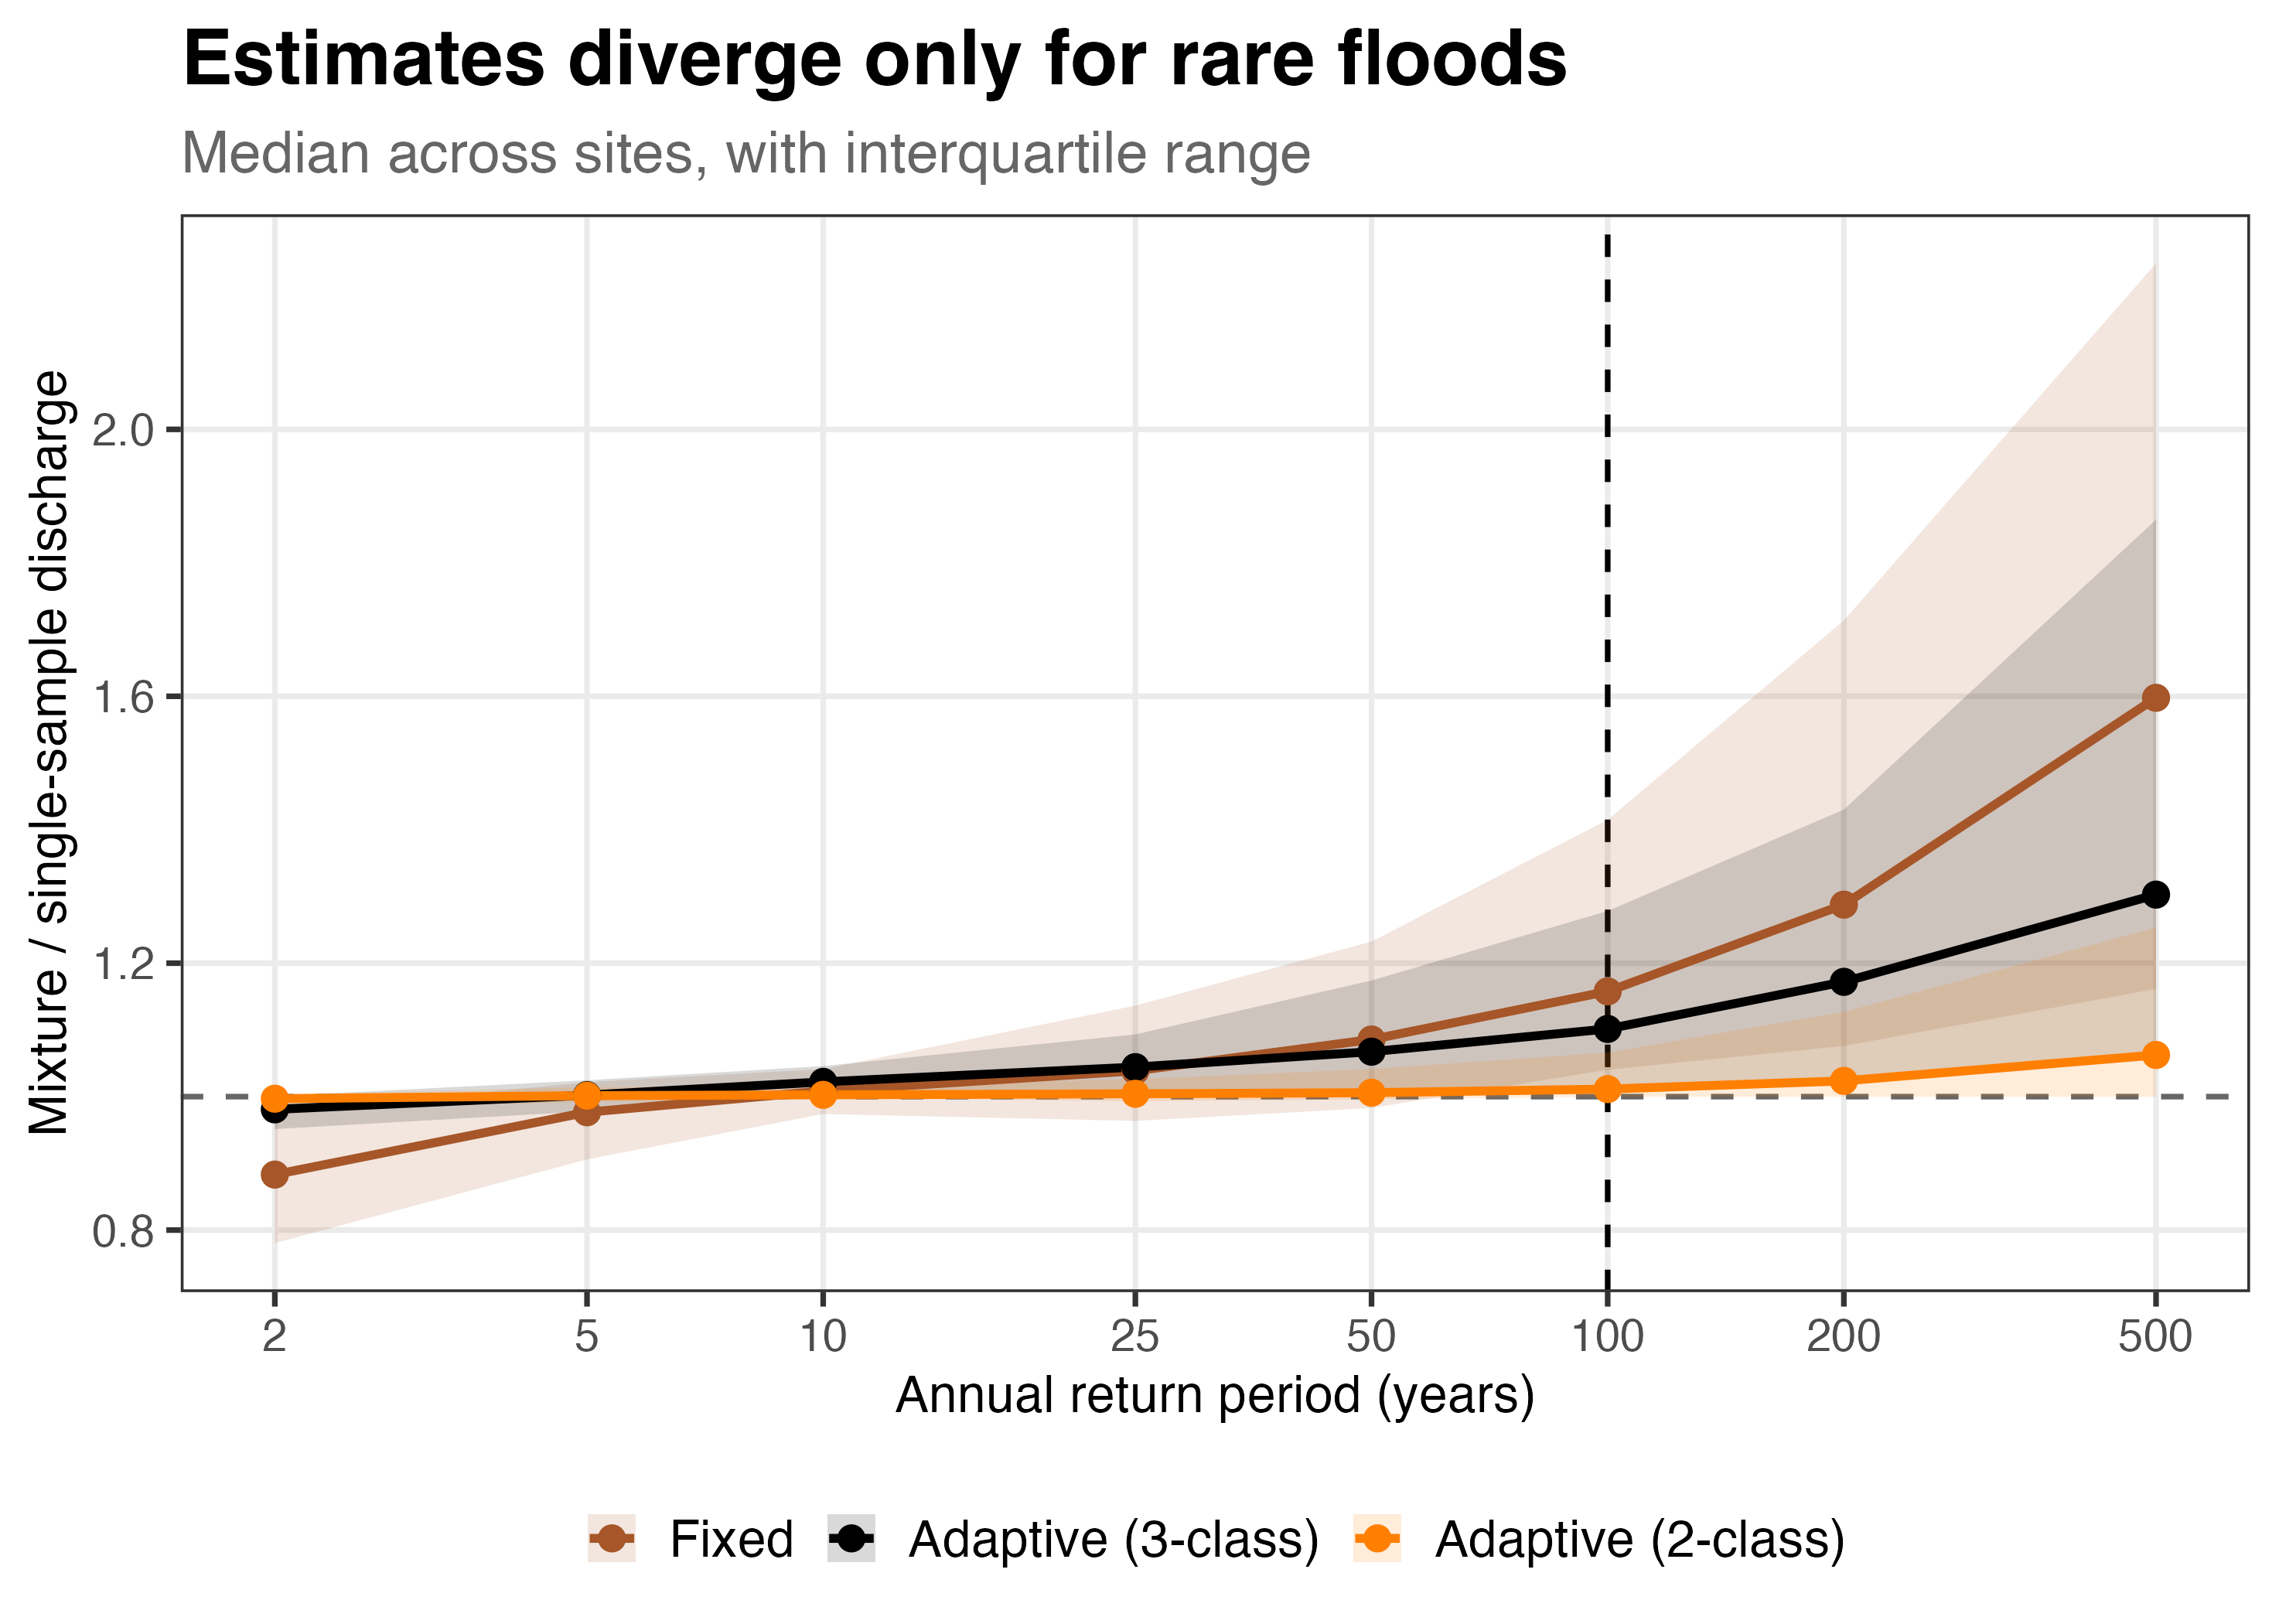 Estimates diverge only for rare floods
Median across sites, with interquartile range
Mixture / single-sample discharge
2.0
1.6
1.2
0.8
2 5 10 25 50 100 200 500
Annual return period (years)
Fixed Adaptive (3-class) Adaptive (2-class)